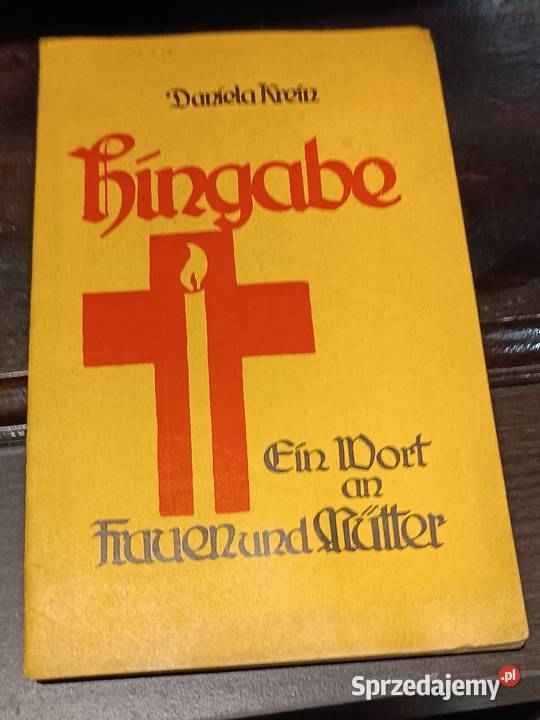 Daniela Krein
Hingabe
Ein Wort
an
Frauen und Mütter
Sprzedajemy.pl